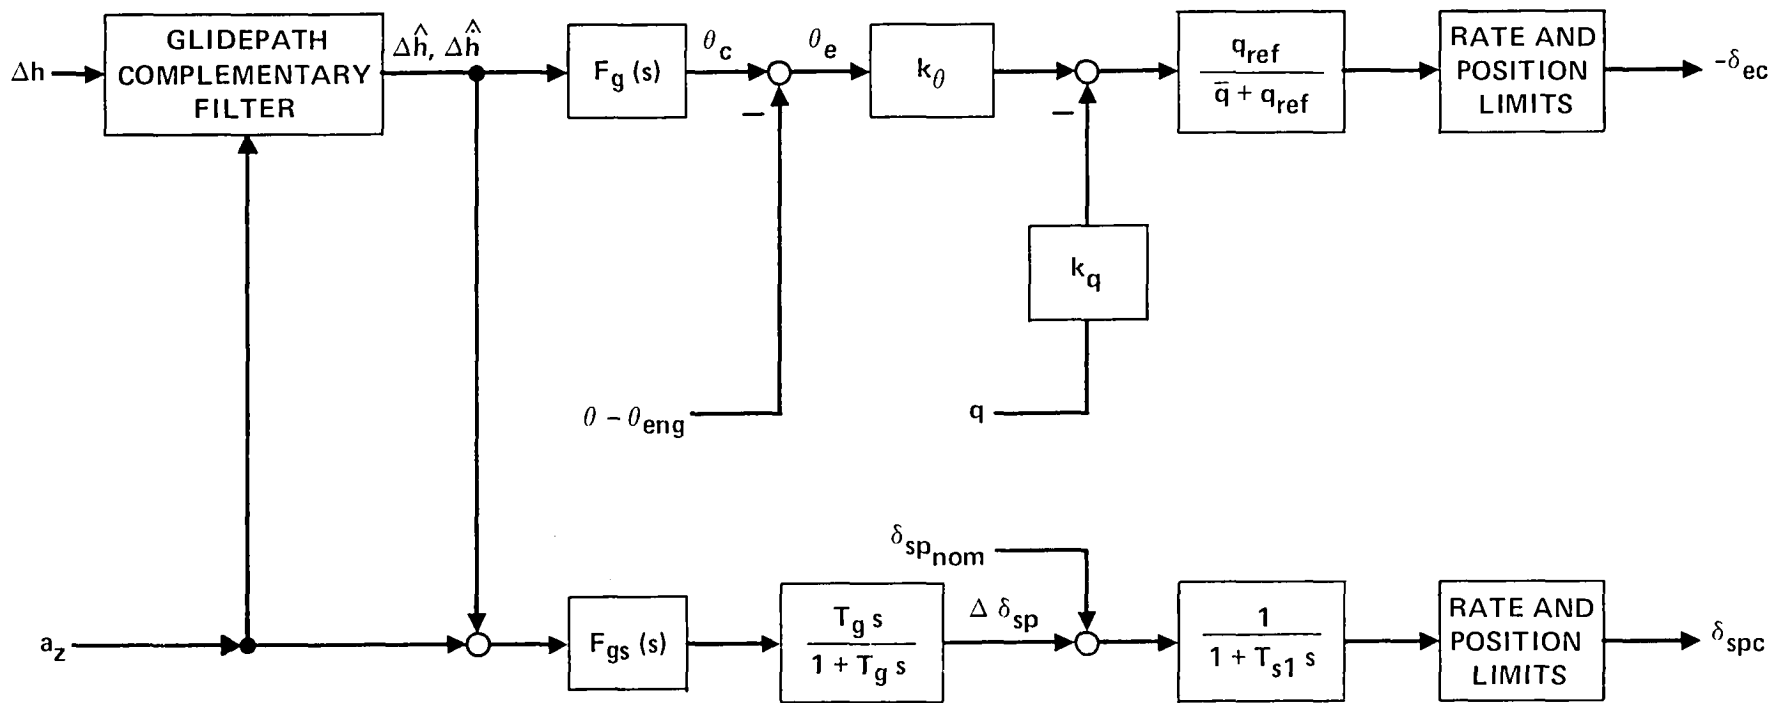 Δh
GLIDEPATH
COMPLEMENTARY
FILTER
Δĥ, Δĥ̇
F_g (s)
θ_c
θ_e
–
k_θ
–
q_ref
q̄ + q_ref
RATE AND
POSITION
LIMITS
-δ_ec
k_q
θ – θ_eng
q
δ_sp_nom
a_z
F_gs (s)
T_g s
1 + T_g s
Δ δ_sp
1
1 + T_s1 s
RATE AND
POSITION
LIMITS
δ_spc